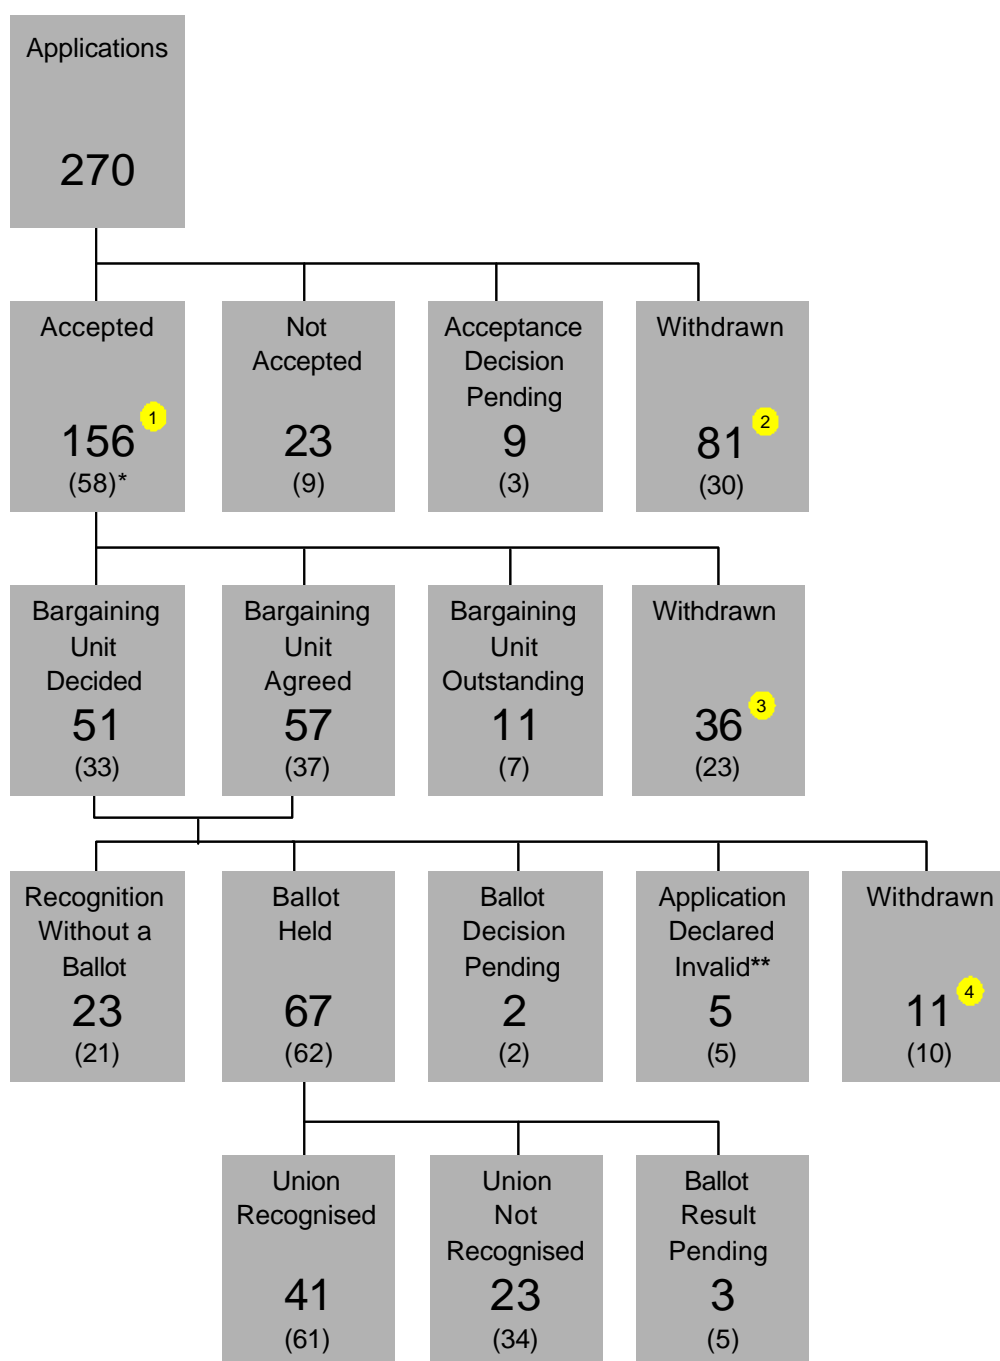 Applications
270
Accepted
156
1
(58)*
Not
Accepted
23
(9)
Acceptance
Decision
Pending
9
(3)
Withdrawn
81
2
(30)
Bargaining
Unit
Decided
51
(33)
Bargaining
Unit
Agreed
57
(37)
Bargaining
Unit
Outstanding
11
(7)
Withdrawn
36
3
(23)
Recognition
Without a
Ballot
23
(21)
Ballot
Held
67
(62)
Ballot
Decision
Pending
2
(2)
Application
Declared
Invalid**
5
(5)
Withdrawn
11
4
(10)
Union
Recognised
41
(61)
Union
Not
Recognised
23
(34)
Ballot
Result
Pending
3
(5)